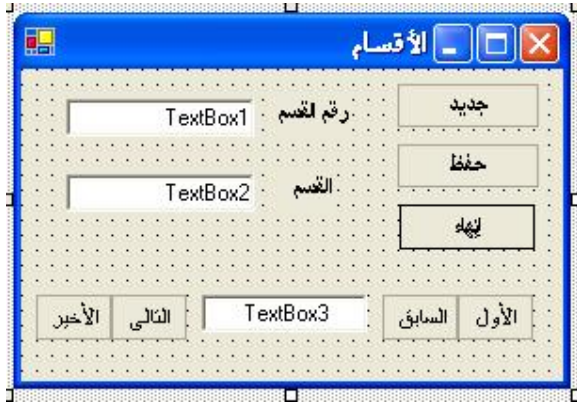 الأقسام
جديد
رقم القسم TextBox1
حفظ
القسم TextBox2
إنهاء
الأول السابق TextBox3 التالى الأخير